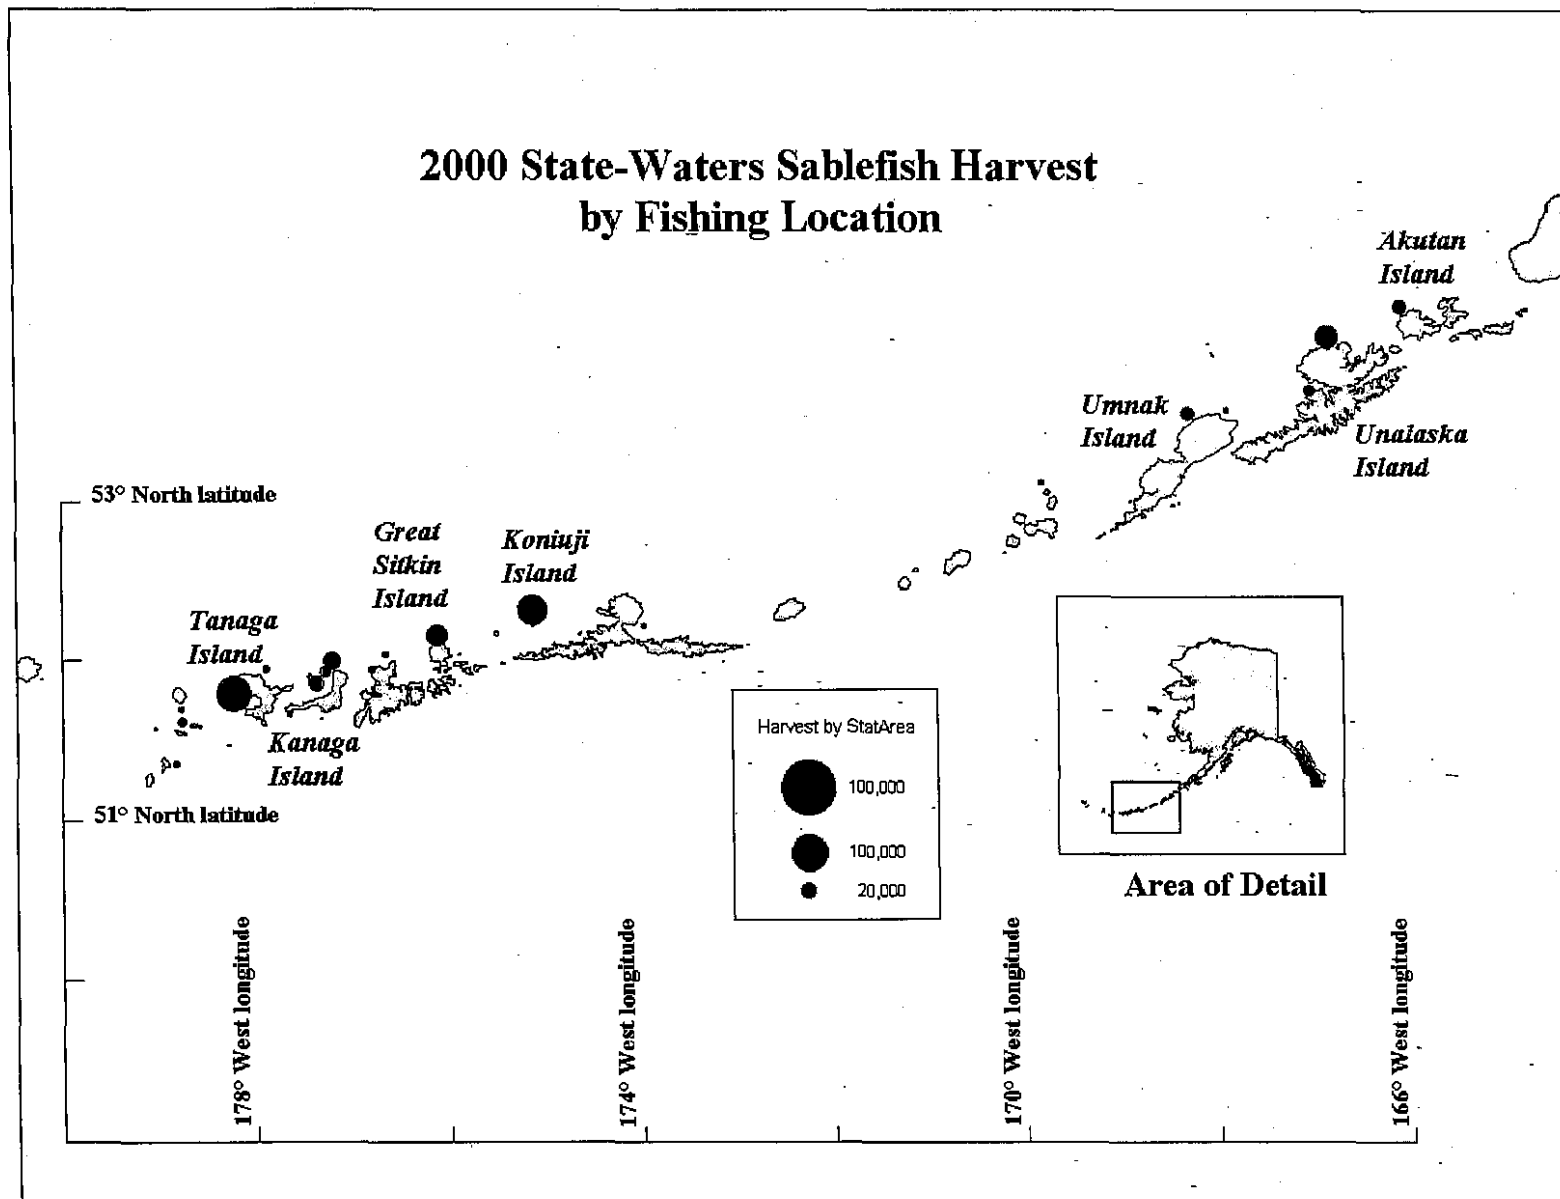 2000 State-Waters Sablefish Harvest
by Fishing Location
Akutan
Island
Umnak
Island
Unalaska
Island
53° North latitude
Great
Sitkin
Island
Koniuji
Island
Tanaga
Island
Kanaga
Island
51° North latitude
Harvest by StatArea
100,000
100,000
20,000
Area of Detail
178° West longitude
174° West longitude
170° West longitude
166° West longitude